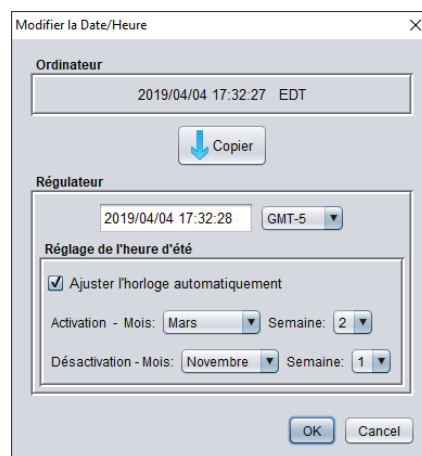 Modifier la Date/Heure
Ordinateur
2019/04/04 17:32:27 EDT
Copier
Régulateur
2019/04/04 17:32:28 GMT-5
Réglage de l'heure d'été
Ajuster l'horloge automatiquement
Activation - Mois: Mars Semaine: 2
Désactivation - Mois: Novembre Semaine: 1
OK Cancel